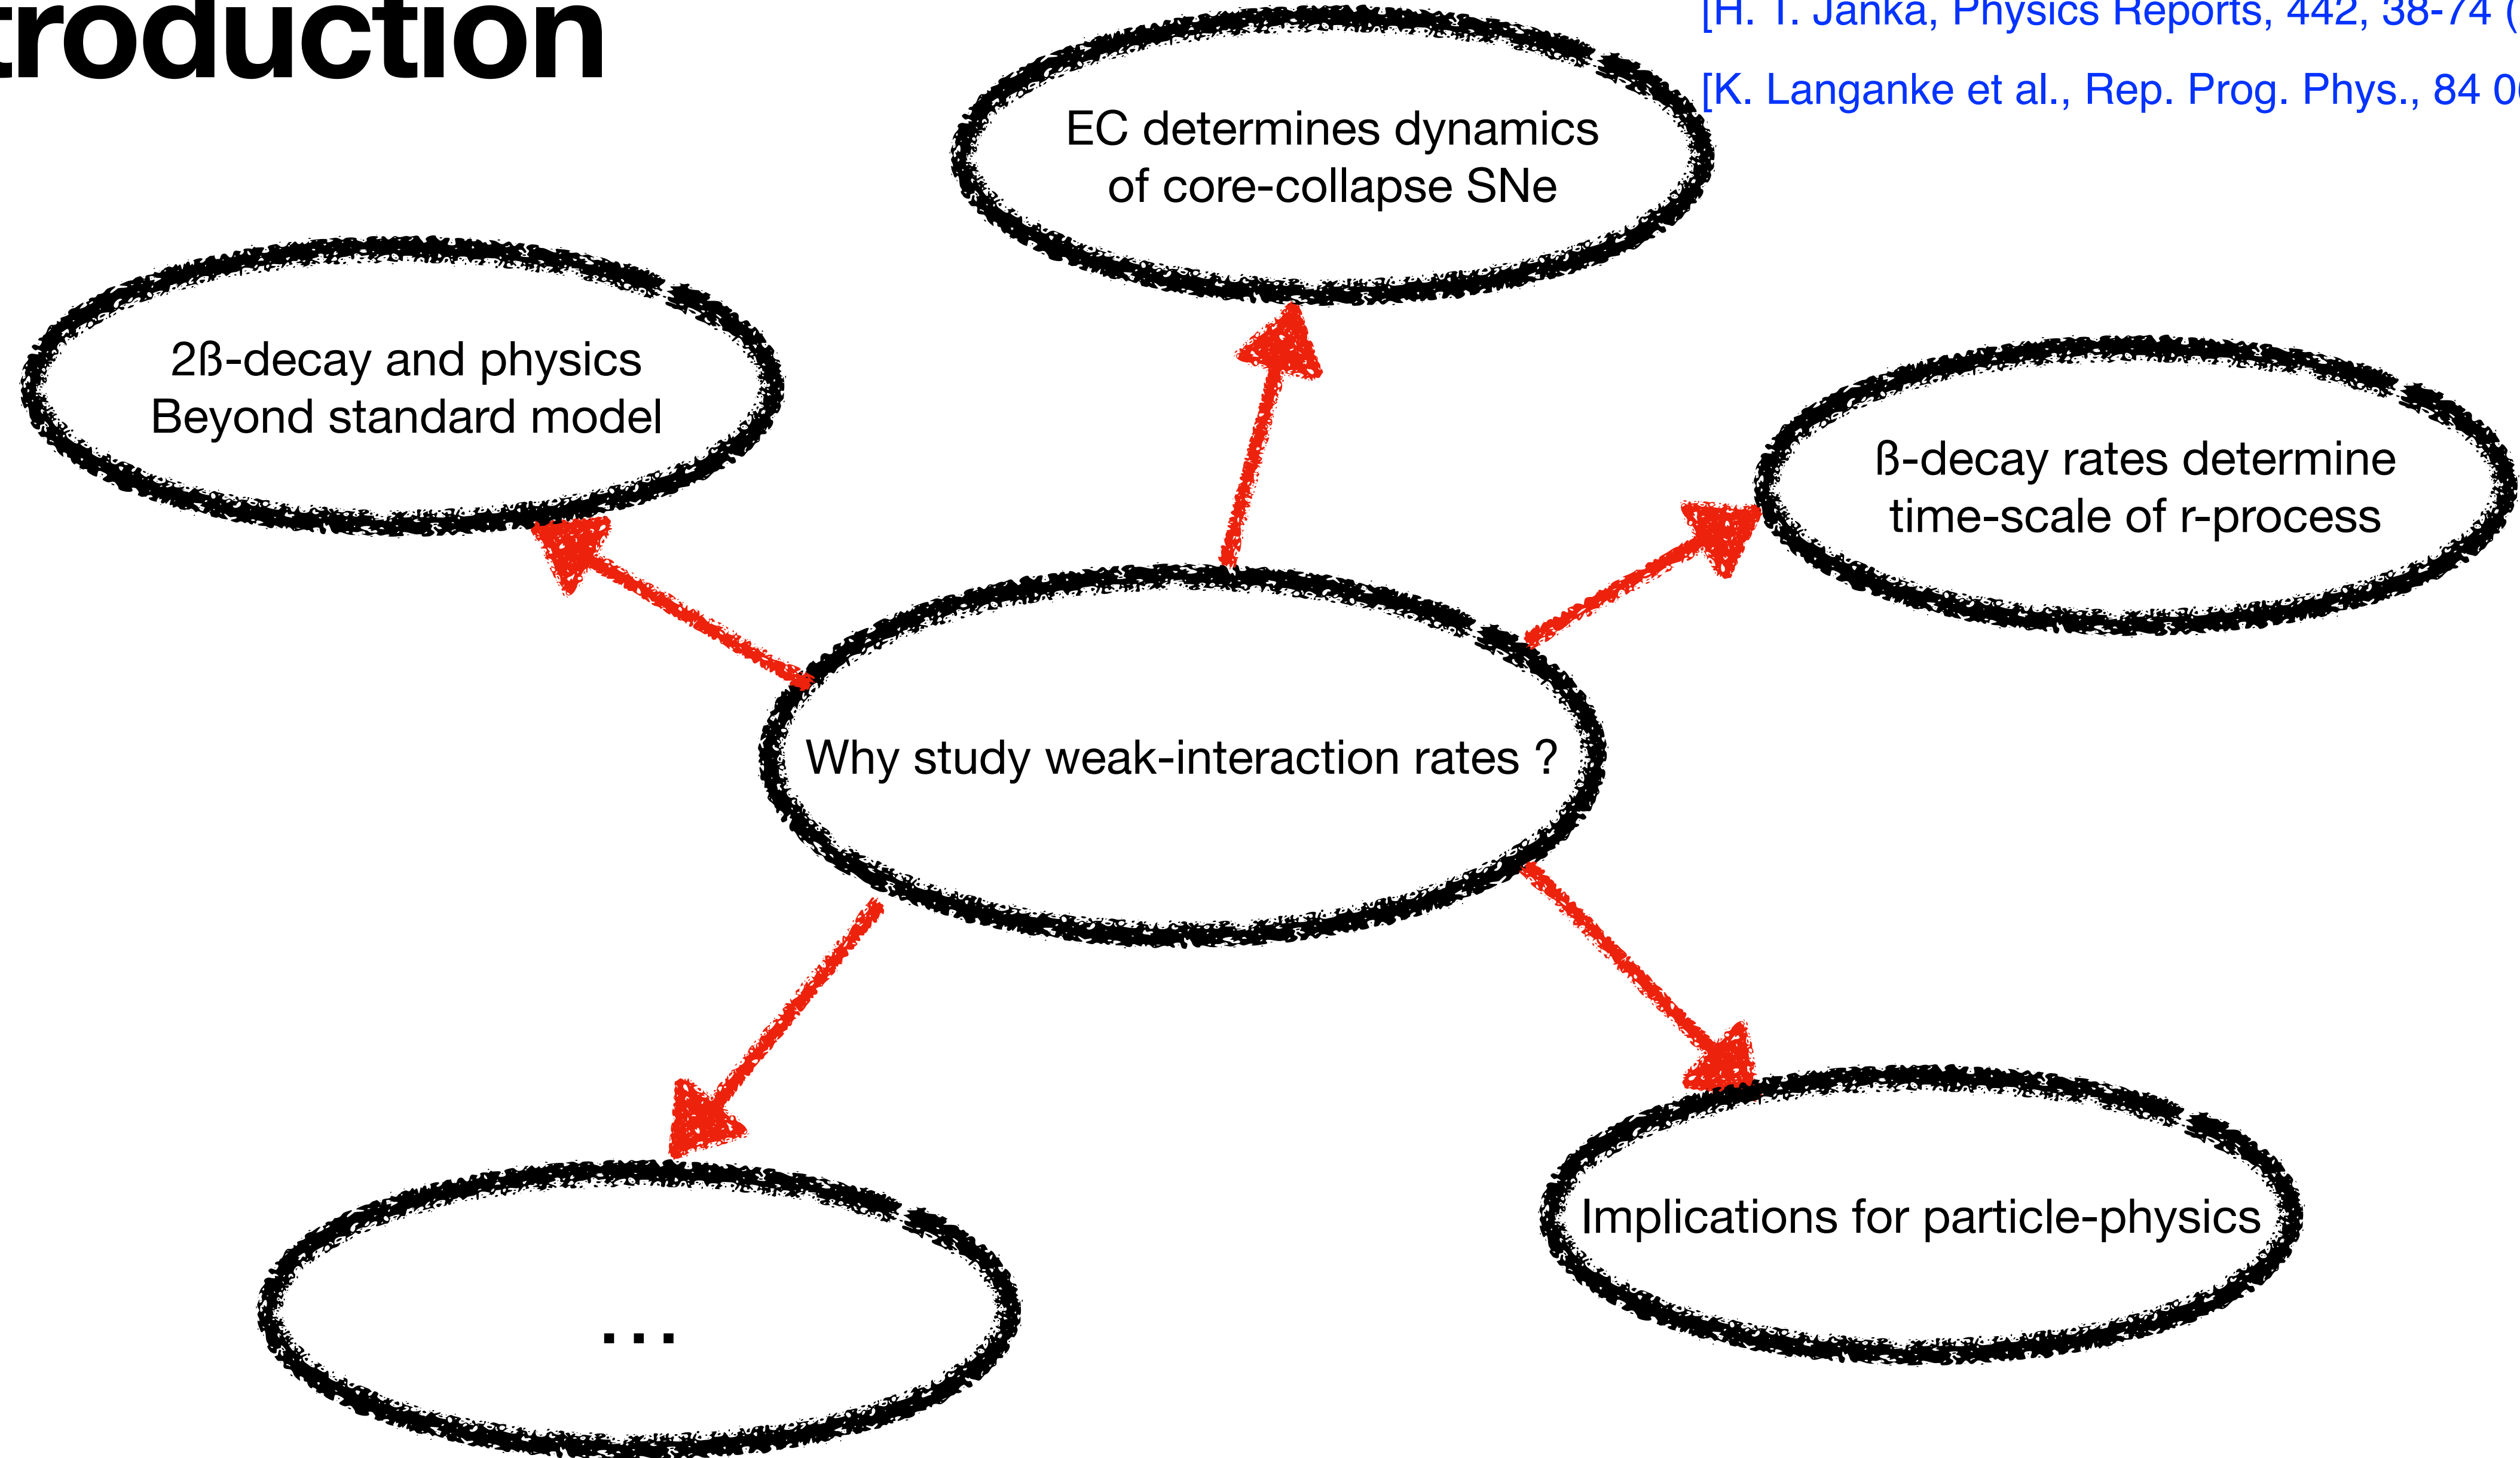 troduction
[H. T. Janka, Physics Reports, 442, 38-74 (
[K. Langanke et al., Rep. Prog. Phys., 84 0
EC determines dynamics
of core-collapse SNe
2ß-decay and physics
Beyond standard model
ß-decay rates determine
time-scale of r-process
Why study weak-interaction rates ?
Implications for particle-physics
...